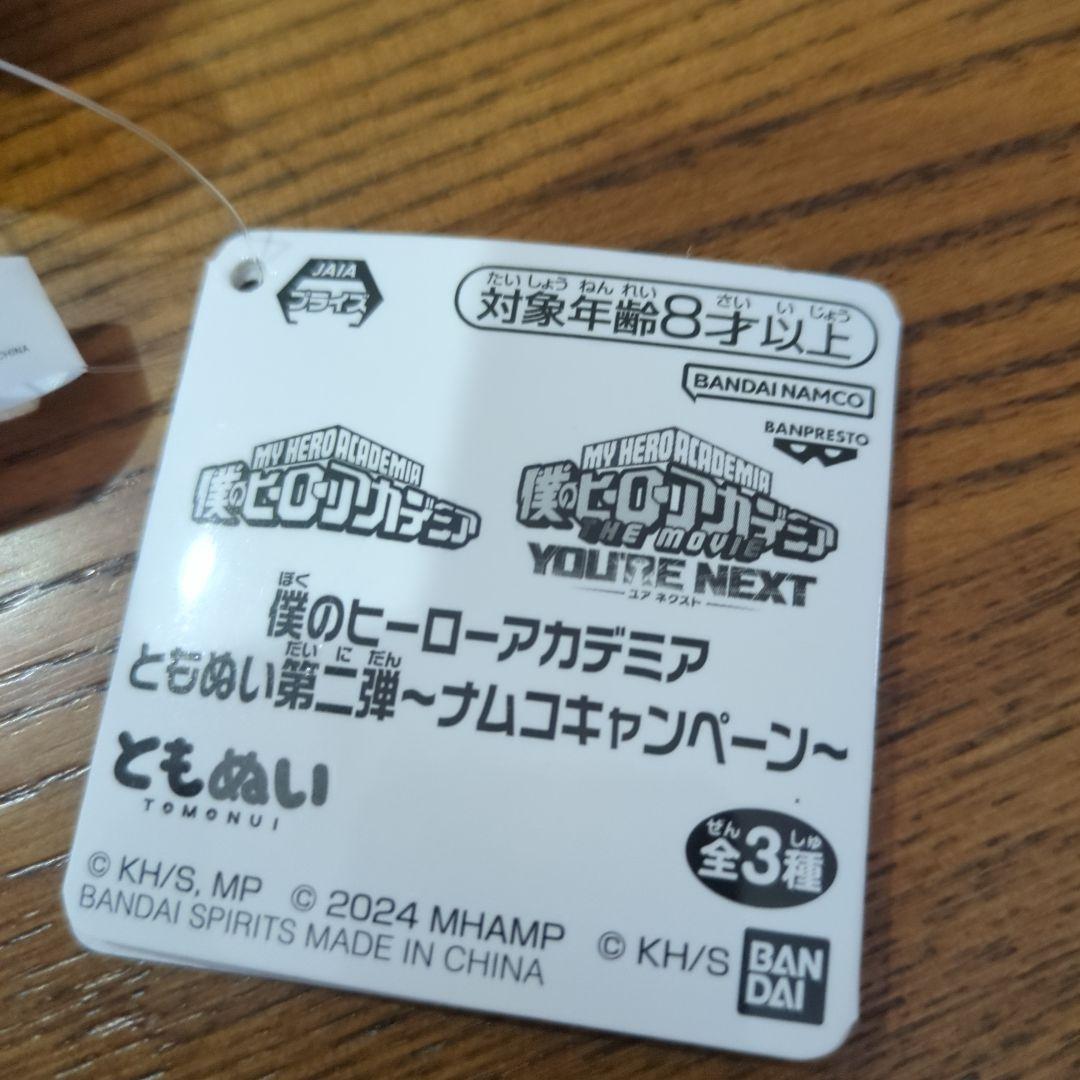 JAIA
プライズ
たいしょうねんれい さいいじょう
対象年齢8才以上
BANDAI NAMCO
BANPRESTO
MY HERO ACADEMIA
僕のヒーローアカデミア
MY HERO ACADEMIA
僕のヒーローアカデミア
THE MOVIE
YOU'RE NEXT
ユア ネクスト
ぼく
僕のヒーローアカデミア
だい に だん
ともぬい第二弾～ナムコキャンペーン～
ともぬい
TOMONUI
ぜん しゅ
全3種
© KH/S, MP © 2024 MHAMP © KH/S
BANDAI SPIRITS MADE IN CHINA
BAN
DAI
CHINA